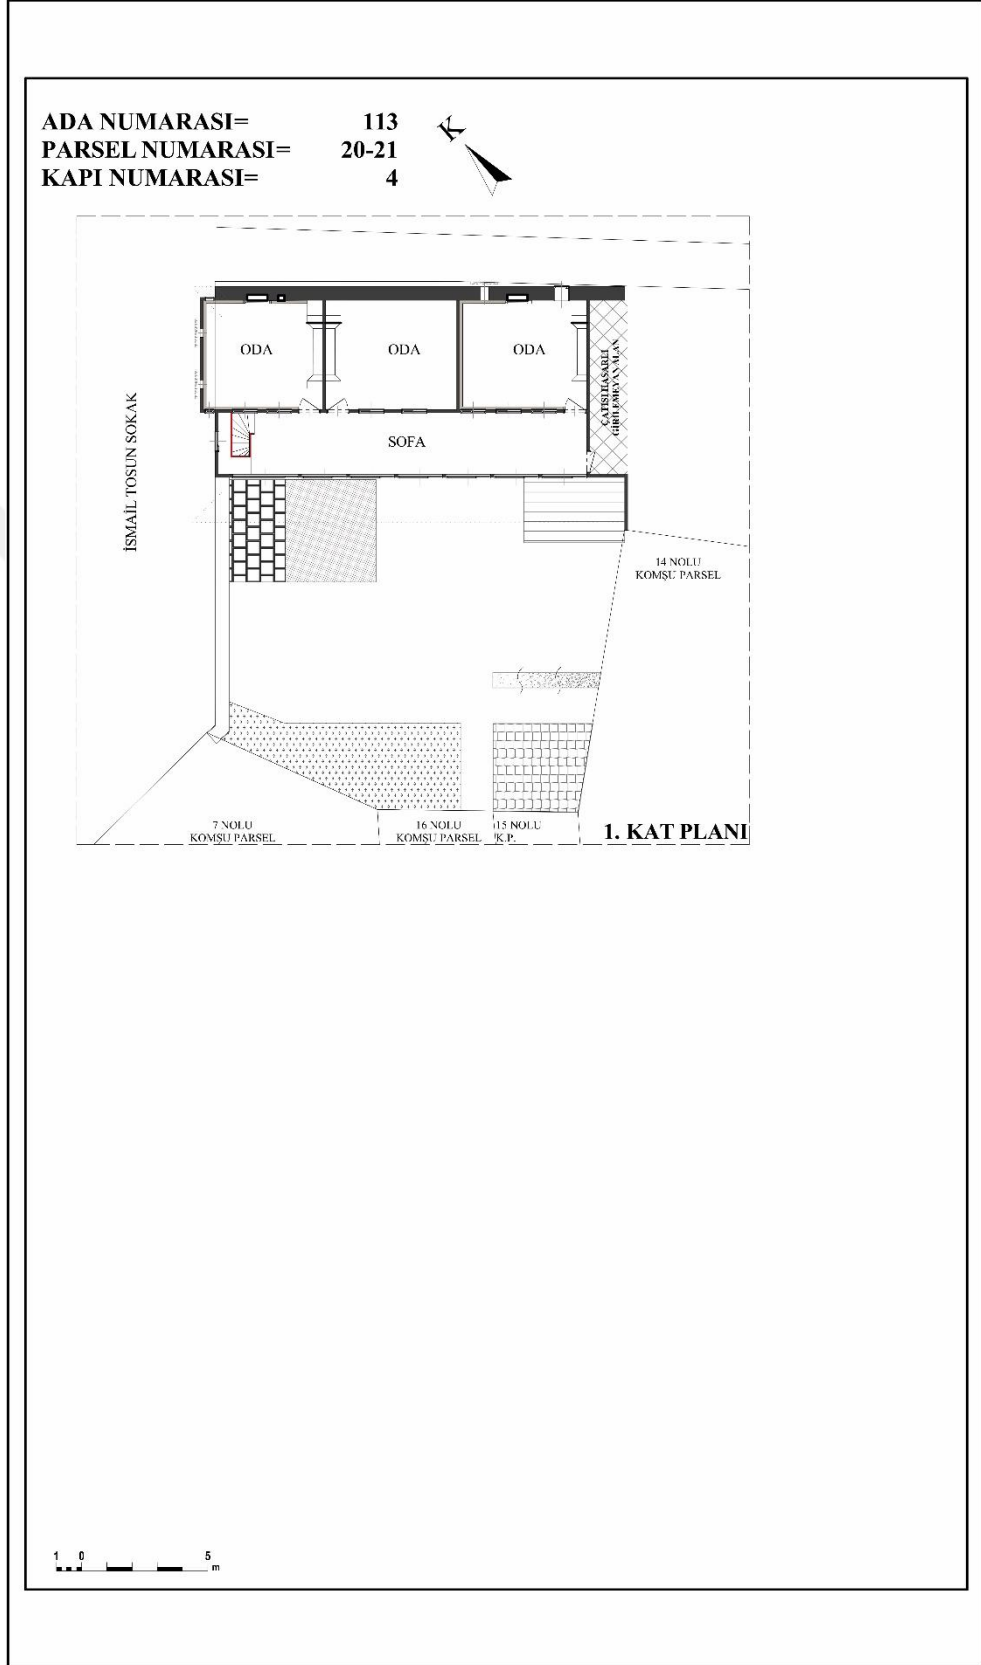 ADA NUMARASI= 113
PARSEL NUMARASI= 20-21
KAPI NUMARASI= 4
K
ODA
ODA
ODA
ÇATISI HASARLI
GİRİLEMEYAN ALAN
SOFA
İSMAİL TOSUN SOKAK
14 NOLU
KOMŞU PARSEL
7 NOLU
KOMŞU PARSEL
16 NOLU
KOMŞU PARSEL
15 NOLU
K.P.
1. KAT PLANI
1 0 5
m